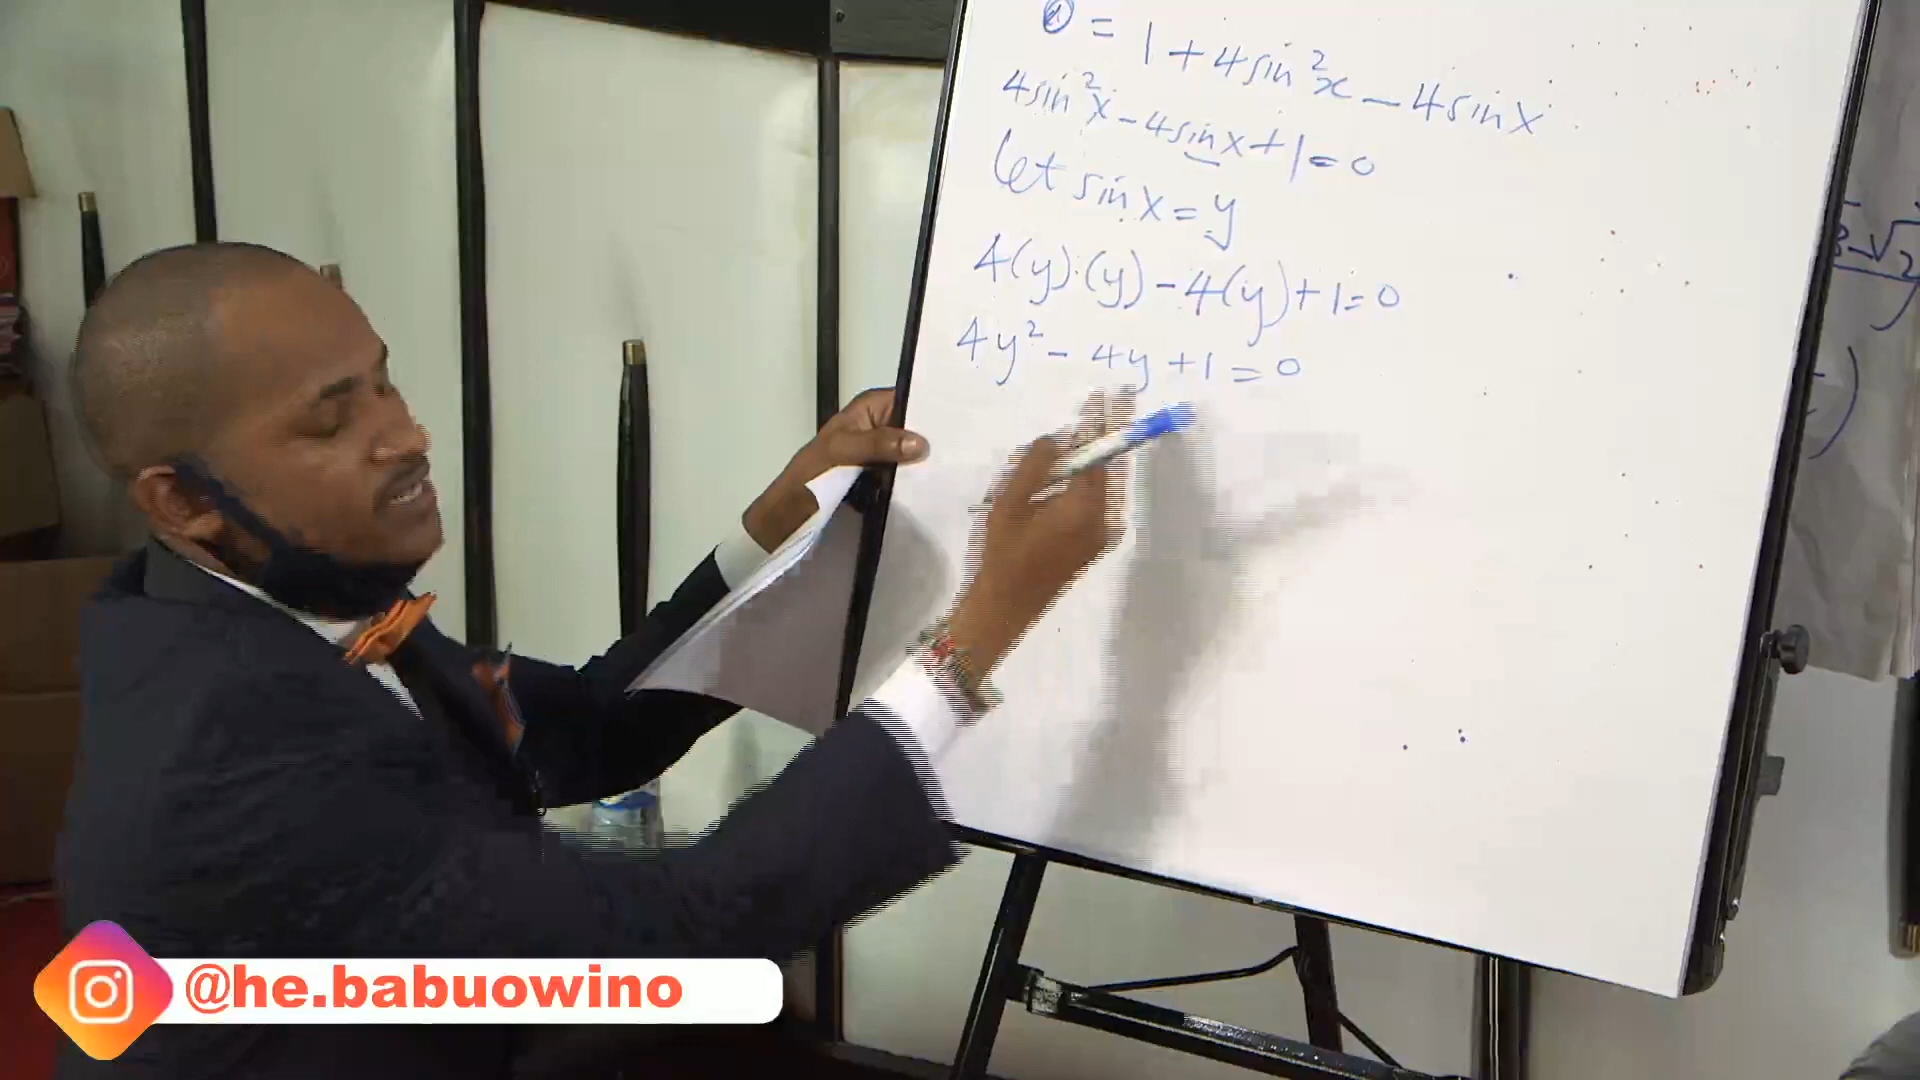 = 1 + 4sin²x - 4sinx
4sin²x - 4sinx + 1 = 0
let sinx = y
4(y)·(y) - 4(y) + 1 = 0
4y² - 4y + 1 = 0
@he.babuowino